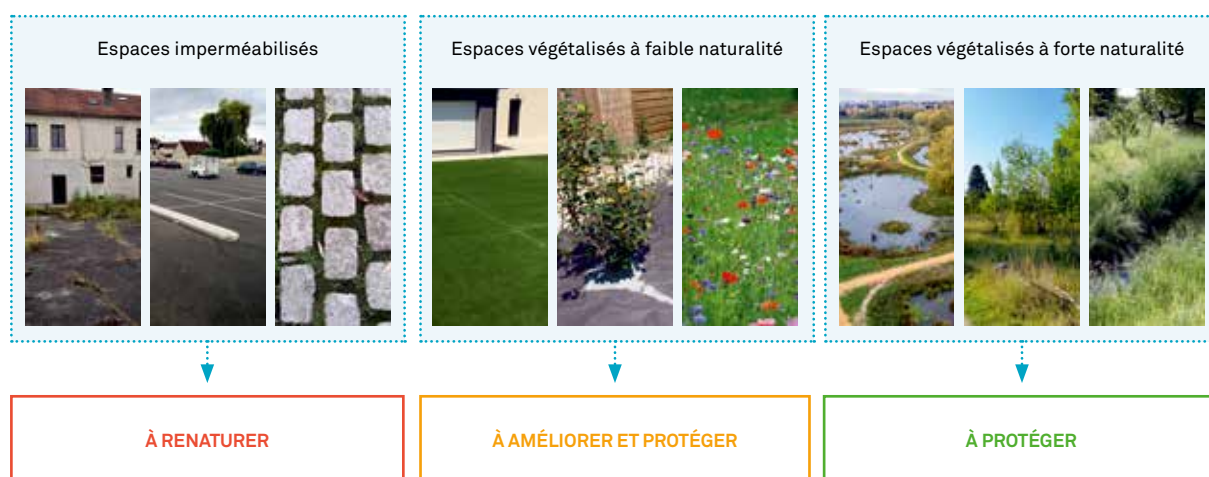 Espaces imperméabilisés
Espaces végétalisés à faible naturalité
Espaces végétalisés à forte naturalité
À RENATURER
À AMÉLIORER ET PROTÉGER
À PROTÉGER